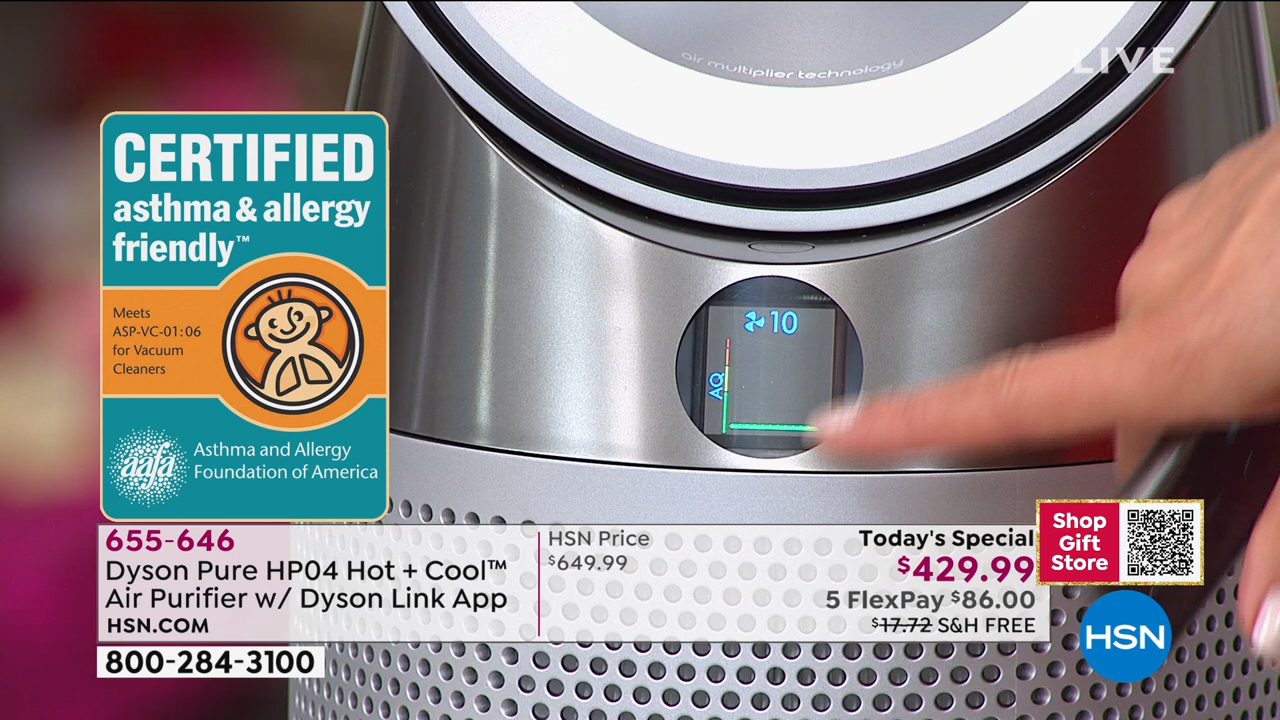 air multiplier technology
LIVE
CERTIFIED
asthma & allergy
friendly™
Meets
ASP-VC-01:06
for Vacuum
Cleaners
aafa
Asthma and Allergy
Foundation of America
10
AQ
655-646
Dyson Pure HP04 Hot + Cool™
Air Purifier w/ Dyson Link App
HSN.COM
800-284-3100
HSN Price
$649.99
Today's Special
$429.99
5 FlexPay $86.00
$17.72 S&H FREE
Shop
Gift
Store
HSN